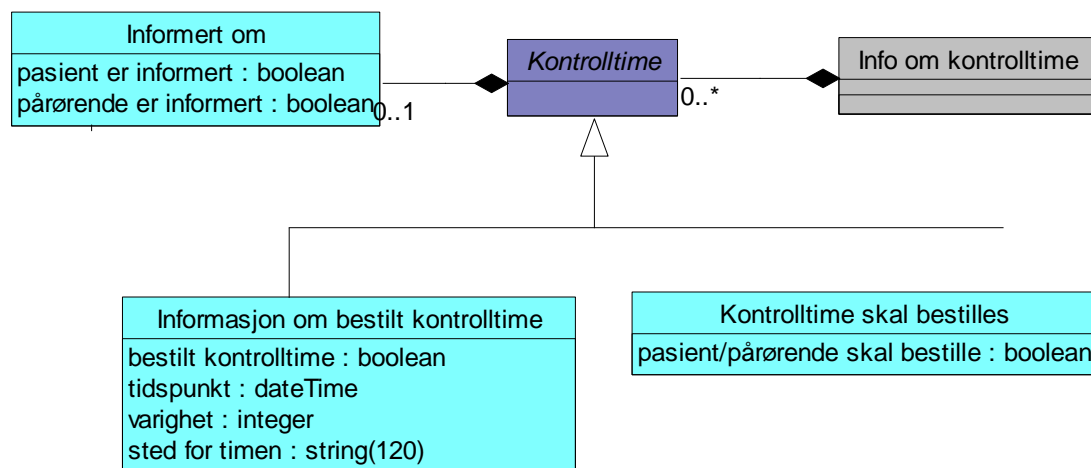 Informert om
pasient er informert : boolean
pårørende er informert : boolean
0..1
Kontrolltime
0..*
Info om kontrolltime
Informasjon om bestilt kontrolltime
bestilt kontrolltime : boolean
tidspunkt : dateTime
varighet : integer
sted for timen : string(120)
Kontrolltime skal bestilles
pasient/pårørende skal bestille : boolean